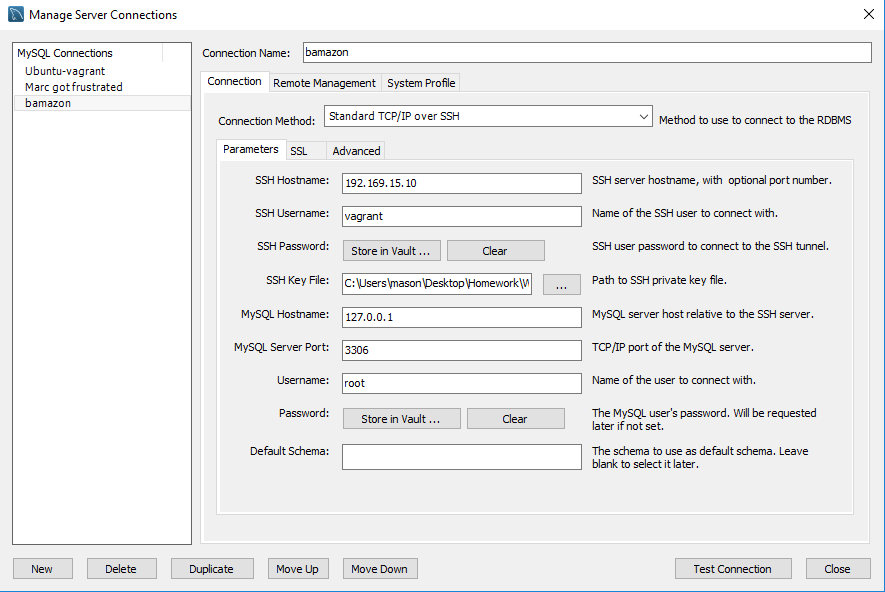 Manage Server Connections
MySQL Connections
Ubuntu-vagrant
Marc got frustrated
bamazon
Connection Name: bamazon
Connection Remote Management System Profile
Connection Method: Standard TCP/IP over SSH Method to use to connect to the RDBMS
Parameters SSL Advanced
SSH Hostname: 192.169.15.10 SSH server hostname, with optional port number.
SSH Username: vagrant Name of the SSH user to connect with.
SSH Password: Store in Vault ... Clear SSH user password to connect to the SSH tunnel.
SSH Key File: C:\Users\mason\Desktop\Homework\ ... Path to SSH private key file.
MySQL Hostname: 127.0.0.1 MySQL server host relative to the SSH server.
MySQL Server Port: 3306 TCP/IP port of the MySQL server.
Username: root Name of the user to connect with.
Password: Store in Vault ... Clear The MySQL user's password. Will be requested
later if not set.
Default Schema: The schema to use as default schema. Leave
blank to select it later.
New Delete Duplicate Move Up Move Down Test Connection Close